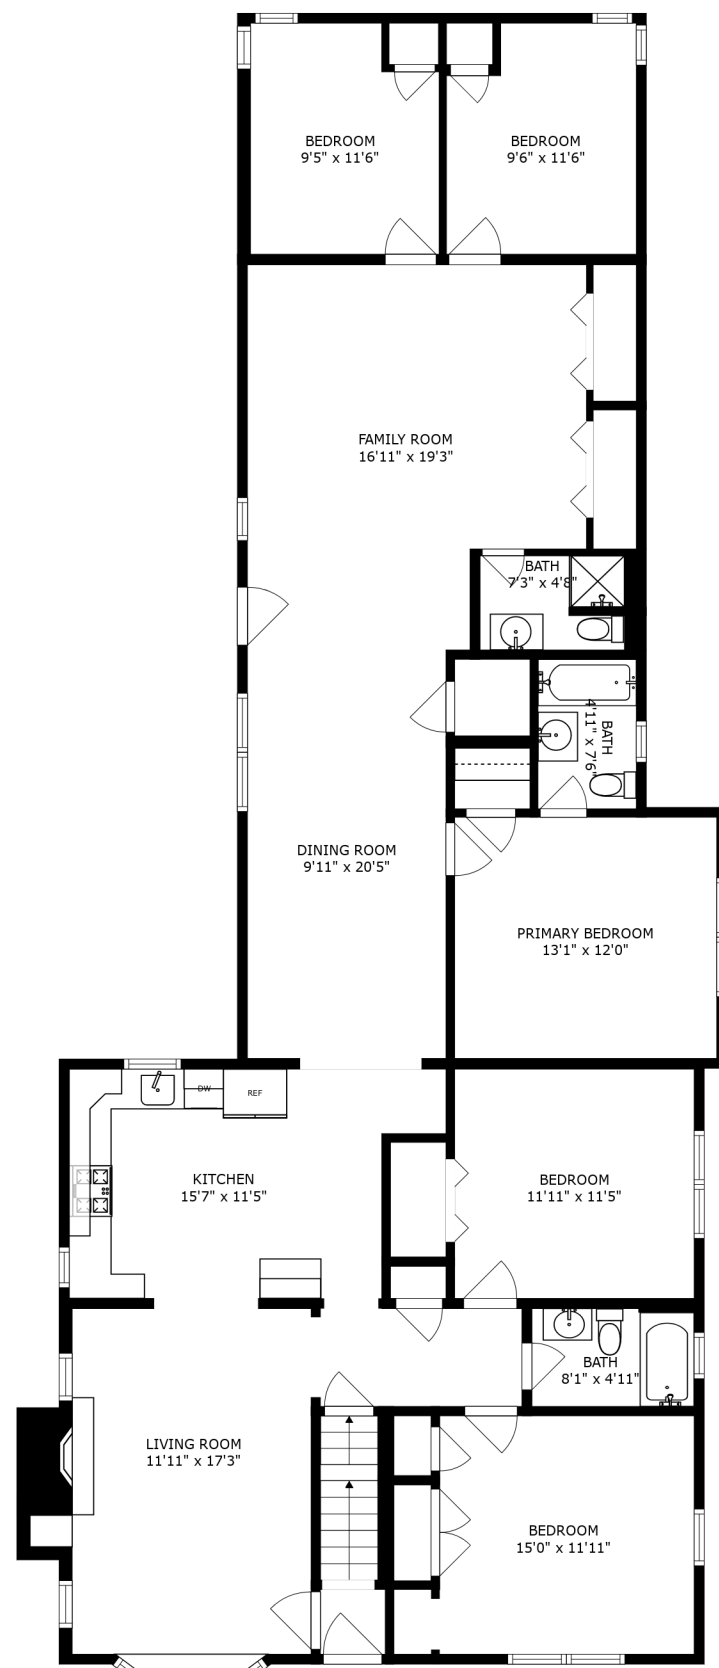 BEDROOM
9'5" x 11'6"
BEDROOM
9'6" x 11'6"
FAMILY ROOM
16'11" x 19'3"
BATH
7'3" x 4'8"
BATH
4'11" x 7'6"
DINING ROOM
9'11" x 20'5"
PRIMARY BEDROOM
13'1" x 12'0"
DW
REF
KITCHEN
15'7" x 11'5"
BEDROOM
11'11" x 11'5"
BATH
8'1" x 4'11"
LIVING ROOM
11'11" x 17'3"
BEDROOM
15'0" x 11'11"